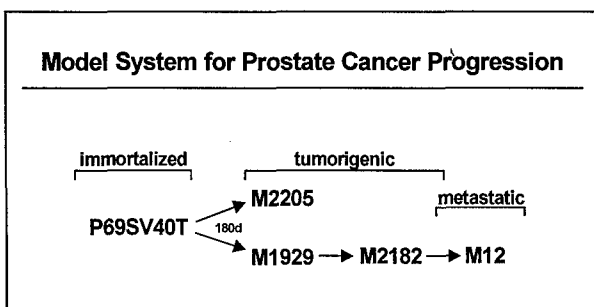 Model System for Prostate Cancer Progression
immortalized
tumorigenic
M2205
metastatic
P69SV40T
180d
M1929
M2182
M12